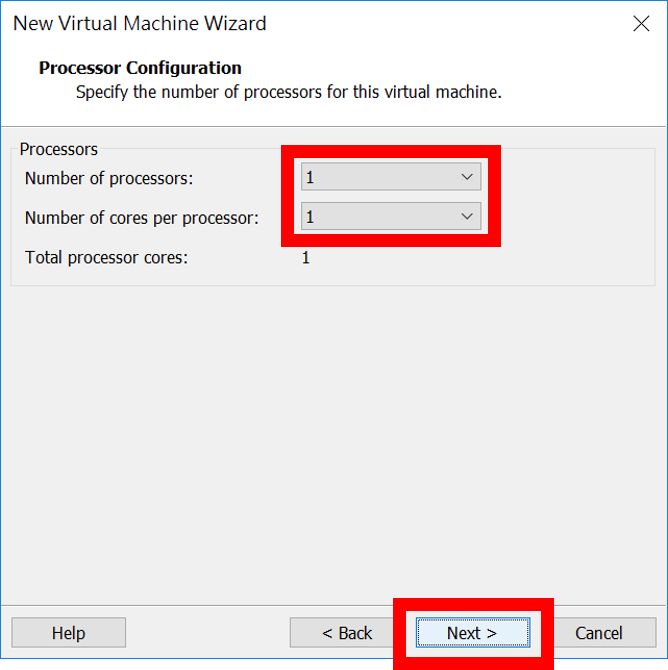 New Virtual Machine Wizard
Processor Configuration
Specify the number of processors for this virtual machine.
Processors
Number of processors: 1
Number of cores per processor: 1
Total processor cores: 1
Help < Back Next > Cancel